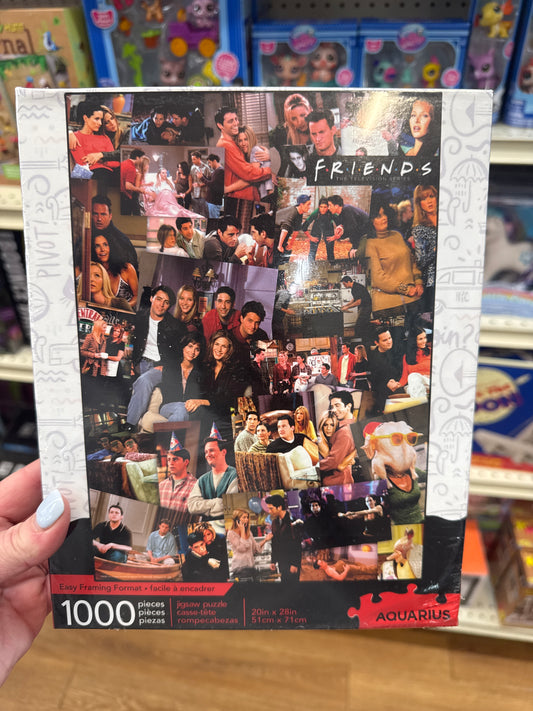 F·R·I·E·N·D·S
THE TELEVISION SERIES
PIVOT!
NYC
Easy Framing Format • facile à encadrer
1000 pieces
pièces
piezas
jigsaw puzzle
casse-tête
rompecabezas
20in x 28in
51cm x 71cm
AQUARIUS